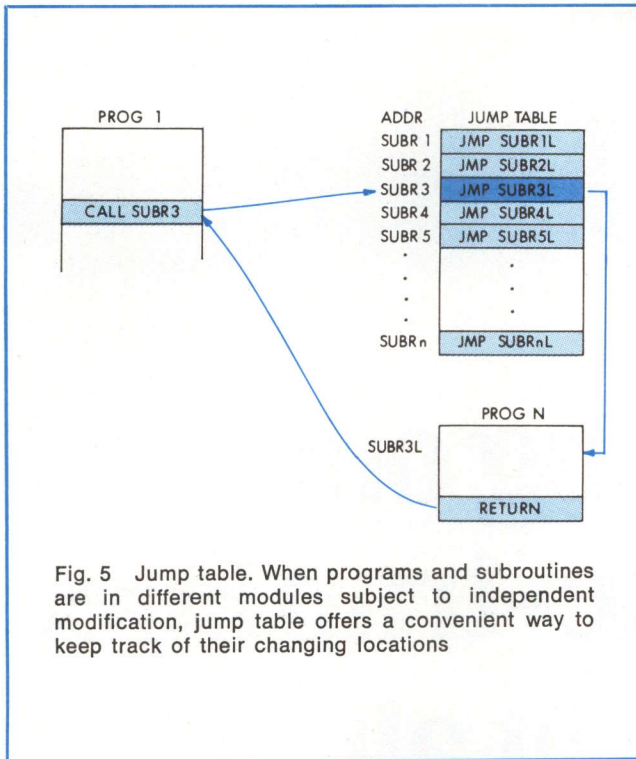 PROG 1
CALL SUBR3
ADDR JUMP TABLE
SUBR 1 JMP SUBR1L
SUBR 2 JMP SUBR2L
SUBR 3 JMP SUBR3L
SUBR 4 JMP SUBR4L
SUBR 5 JMP SUBR5L
SUBR n JMP SUBRnL
PROG N
SUBR3L
RETURN
Fig. 5 Jump table. When programs and subroutines
are in different modules subject to independent
modification, jump table offers a convenient way to
keep track of their changing locations